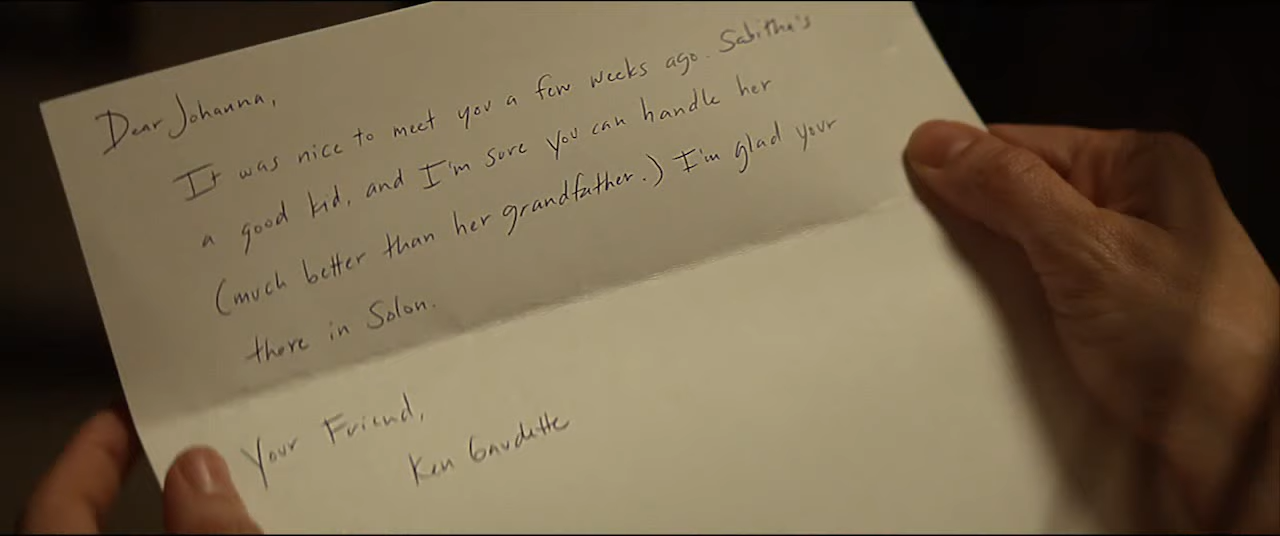 Dear Johanna,
It was nice to meet you a few weeks ago. Sabitha's
a good kid, and I'm sure you can handle her
(much better than her grandfather.) I'm glad your
there in Solon.
Your Friend,
Ken Gaudette